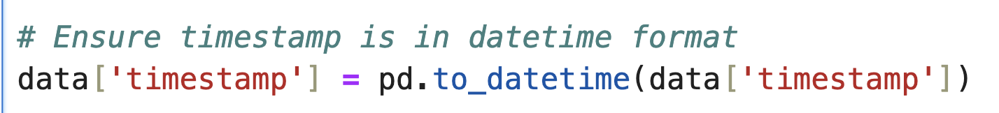 # Ensure timestamp is in datetime format
data['timestamp'] = pd.to_datetime(data['timestamp'])